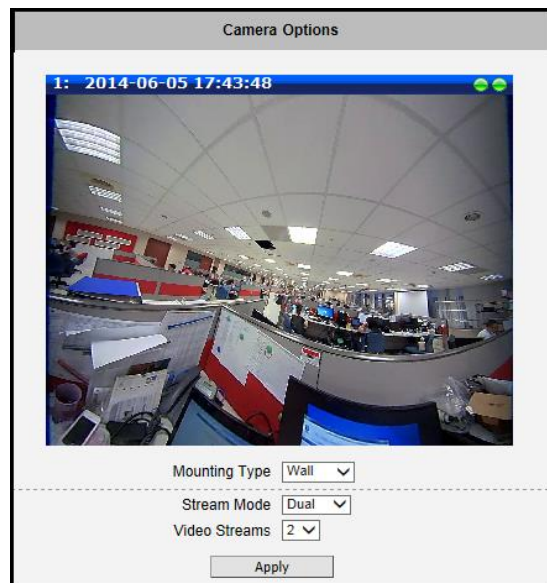 Camera Options
1: 2014-06-05 17:43:48
Mounting Type Wall
Stream Mode Dual
Video Streams 2
Apply